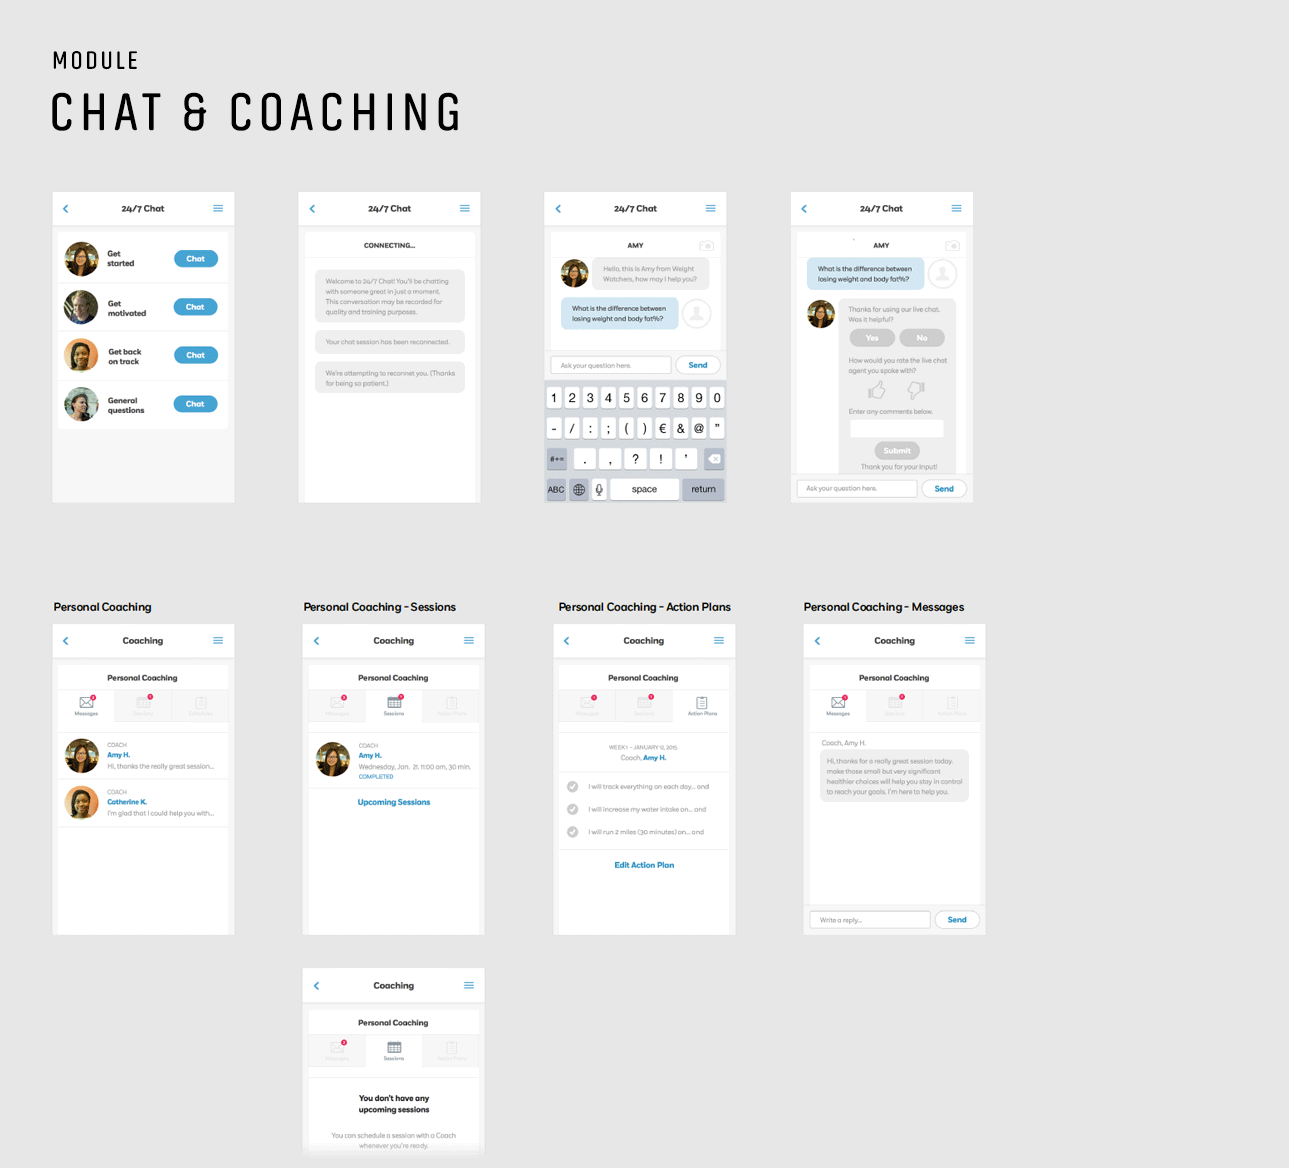 MODULE
CHAT & COACHING
24/7 Chat
Get
started
Chat
Get
motivated
Chat
Get back
on track
Chat
General
questions
Chat
24/7 Chat
CONNECTING...
Welcome to 24/7 Chat! You'll be chatting
with someone great in just a moment.
This conversation may be recorded for
quality and training purposes.
Your chat session has been reconnected.
We're attempting to reconnet you. (Thanks
for being so patient.)
24/7 Chat
AMY
Hello, this is Amy from Weight
Watchers, how may I help you?
What is the difference between
losing weight and body fat%?
Ask your question here.
Send
1 2 3 4 5 6 7 8 9 0
- / : ; ( ) € & @ "
#+= . , ? ! '
ABC space return
24/7 Chat
AMY
What is the difference between
losing weight and body fat%?
Thanks for using our live chat.
Was it helpful?
Yes No
How would you rate the live chat
agent you spoke with?
Enter any comments below.
Submit
Thank you for your input!
Ask your question here.
Send
Personal Coaching
Coaching
Personal Coaching
Messages Sessions
COACH
Amy H.
Hi, thanks the really great session...
COACH
Catherine K.
I'm glad that I could help you with...
Personal Coaching - Sessions
Coaching
Personal Coaching
Messages Sessions Action Plans
COACH
Amy H.
Wednesday, Jan. 21. 11:00 am, 30 min.
COMPLETED
Upcoming Sessions
Personal Coaching - Action Plans
Coaching
Personal Coaching
Messages Sessions Action Plans
WEEK 1 - JANUARY 12, 2015
Coach, Amy H.
I will track everything on each day... and
I will increase my water intake on... and
I will run 2 miles (30 minutes) on... and
Edit Action Plan
Personal Coaching - Messages
Coaching
Personal Coaching
Messages Sessions Action Plans
Coach, Amy H.
Hi, thanks for a really great session today.
make those small but very significant
healthier choices will help you stay in control
to reach your goals. I'm here to help you.
Write a reply...
Send
Coaching
Personal Coaching
Messages Sessions Action Plans
You don't have any
upcoming sessions
You can schedule a session with a Coach
whenever you're ready.